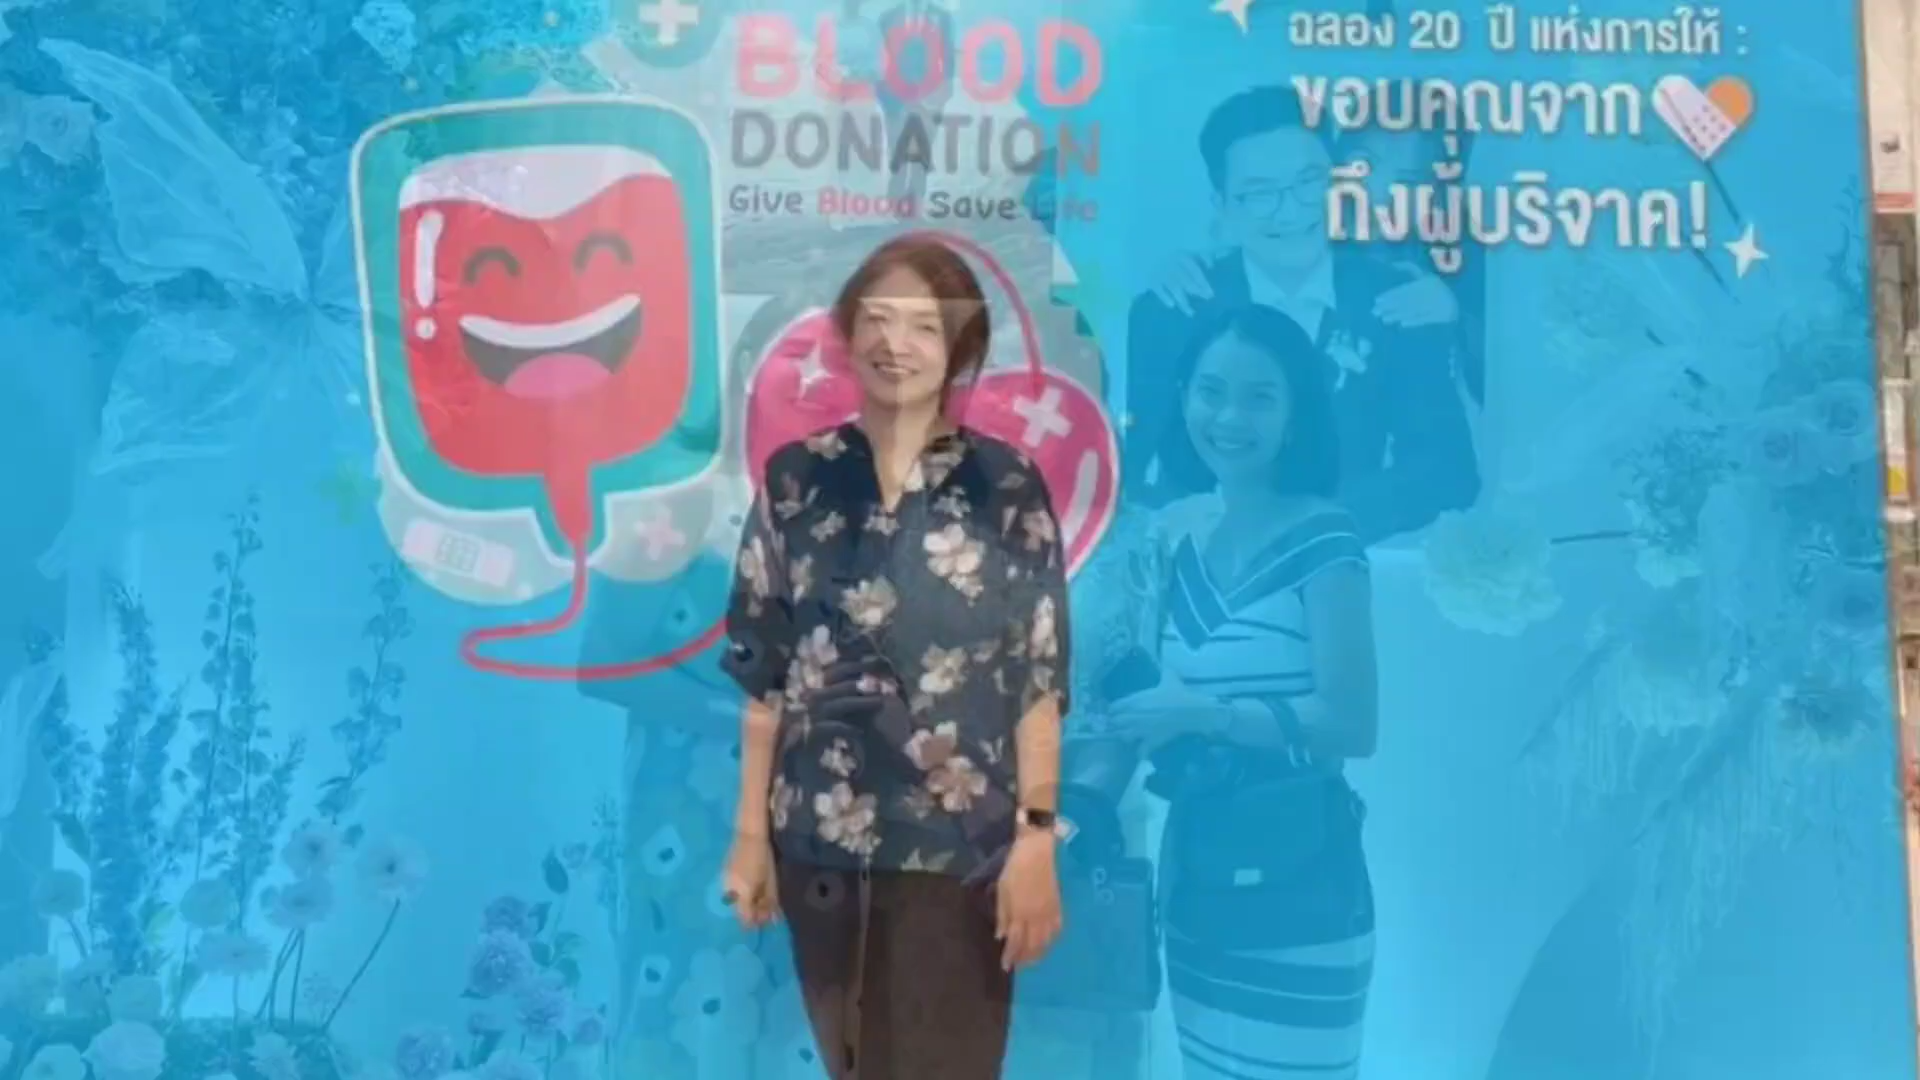 BLOOD
DONATION
Give Blood Save Life
ฉลอง 20 ปี แห่งการให้ :
ขอบคุณจาก
ถึงผู้บริจาค!